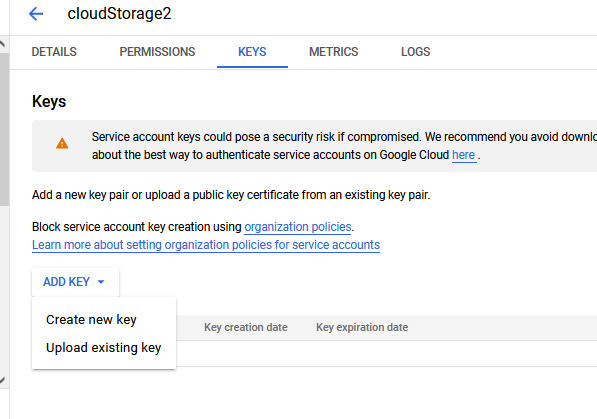 cloudStorage2
DETAILS PERMISSIONS KEYS METRICS LOGS
Keys
Service account keys could pose a security risk if compromised. We recommend you avoid downlo
about the best way to authenticate service accounts on Google Cloud here .
Add a new key pair or upload a public key certificate from an existing key pair.
Block service account key creation using organization policies.
Learn more about setting organization policies for service accounts
ADD KEY
Create new key
Upload existing key
Key creation date Key expiration date